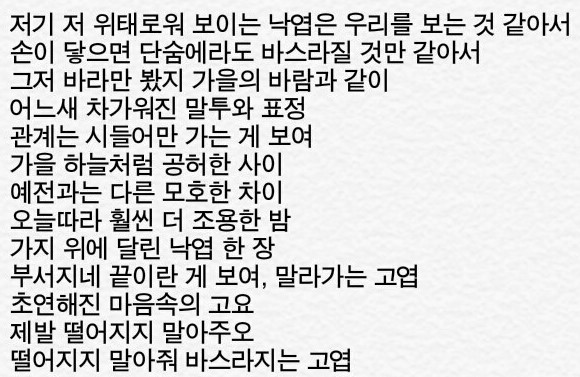 저기 저 위태로워 보이는 낙엽은 우리를 보는 것 같아서
손이 닿으면 단숨에라도 바스라질 것만 같아서
그저 바라만 봤지 가을의 바람과 같이
어느새 차가워진 말투와 표정
관계는 시들어만 가는 게 보여
가을 하늘처럼 공허한 사이
예전과는 다른 모호한 차이
오늘따라 훨씬 더 조용한 밤
가지 위에 달린 낙엽 한 장
부서지네 끝이란 게 보여, 말라가는 고엽
초연해진 마음속의 고요
제발 떨어지지 말아주오
떨어지지 말아줘 바스라지는 고엽